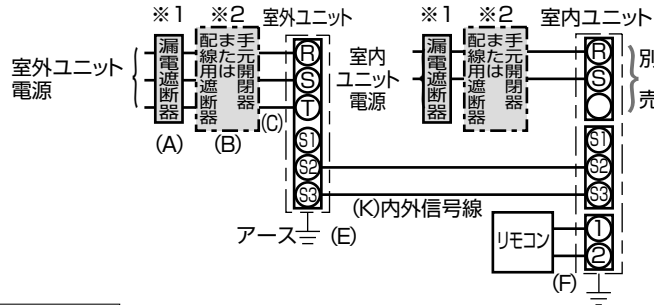 ※1 ※2 室外ユニット
室外ユニット
電源
漏電遮断器
配線用遮断器
または
手元開閉器
R
S
T
S1
S2
S3
(A)
(B)
(C)
アース
(E)
※1 ※2 室内ユニット
室内
ユニット
電源
漏電遮断器
配線用遮断器
または
手元開閉器
R
S
別
売
S1
S2
S3
(K)内外信号線
リモコン
1
2
(F)